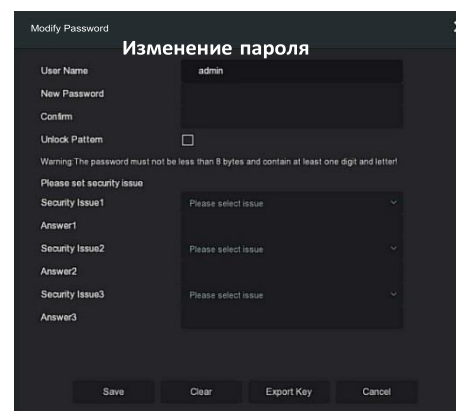 Modify Password
Изменение пароля
User Name admin
New Password
Confirm
Unlock Pattern
Warning:The password must not be less than 8 bytes and contain at least one digit and letter!
Please set security issue
Security Issue1 Please select issue
Answer1
Security Issue2 Please select issue
Answer2
Security Issue3 Please select issue
Answer3
Save Clear Export Key Cancel